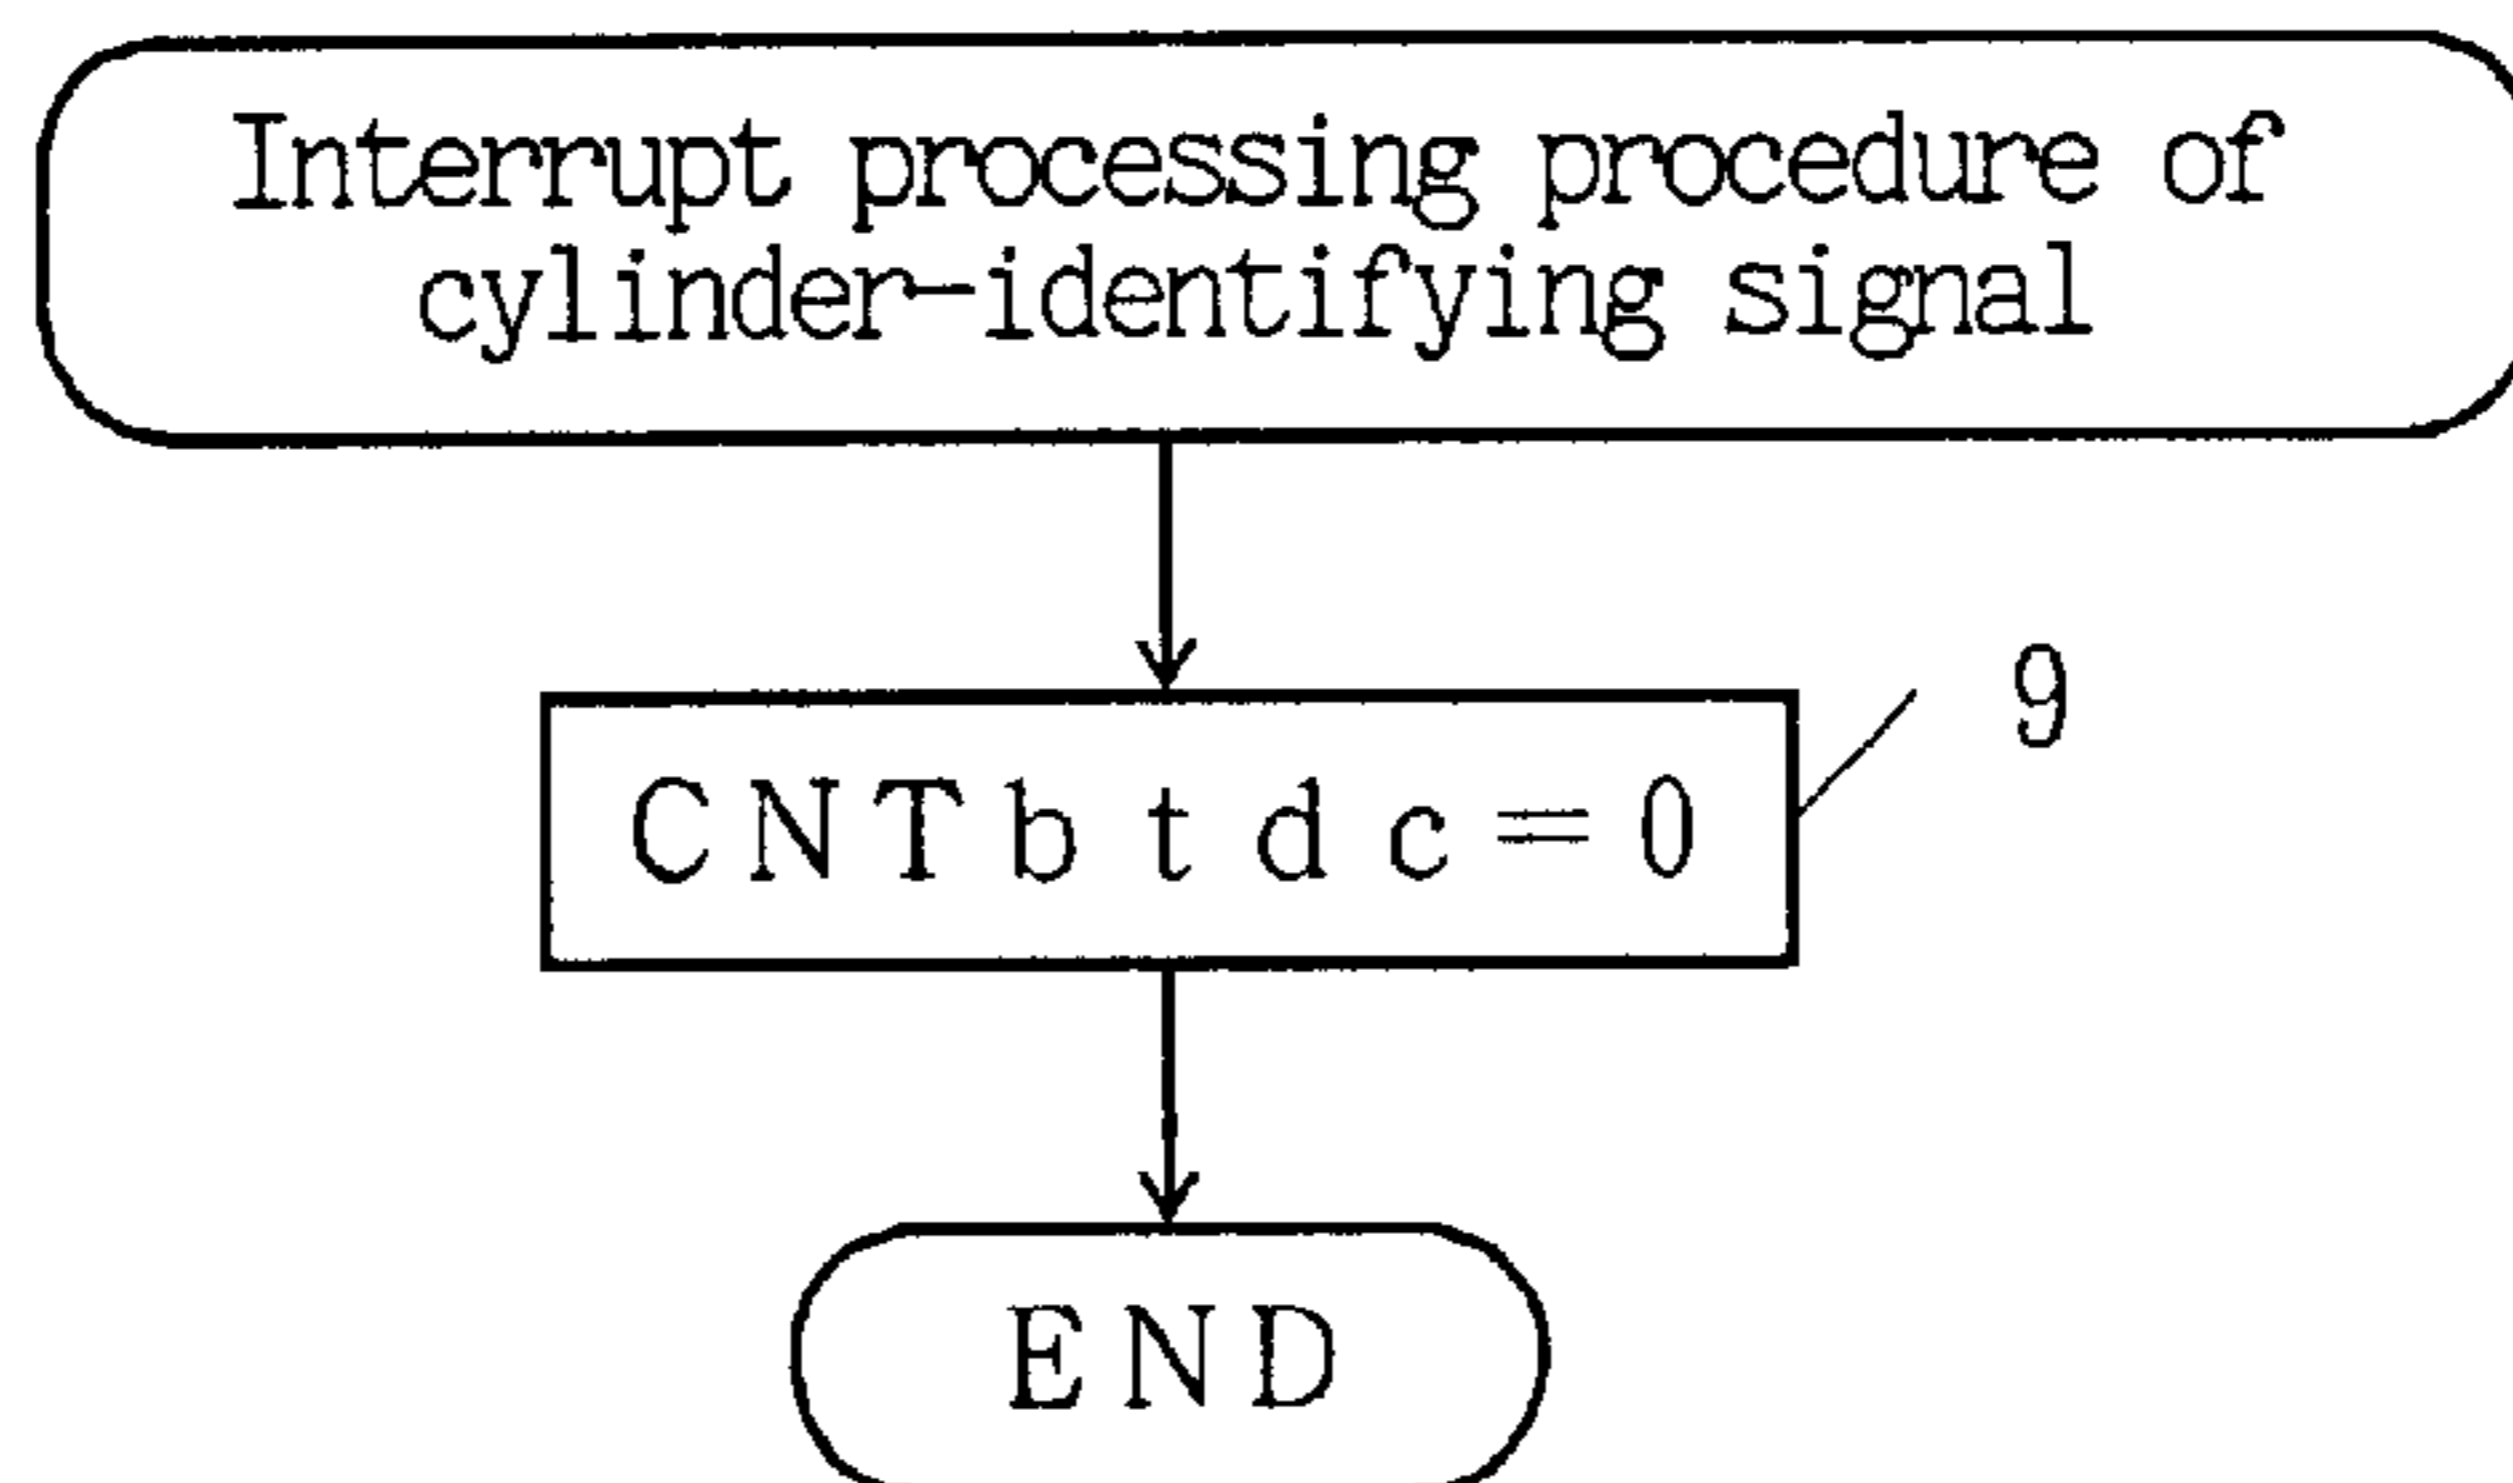 Interrupt processing procedure of
cylinder-identifying signal
9
CNTbtdc=0
END